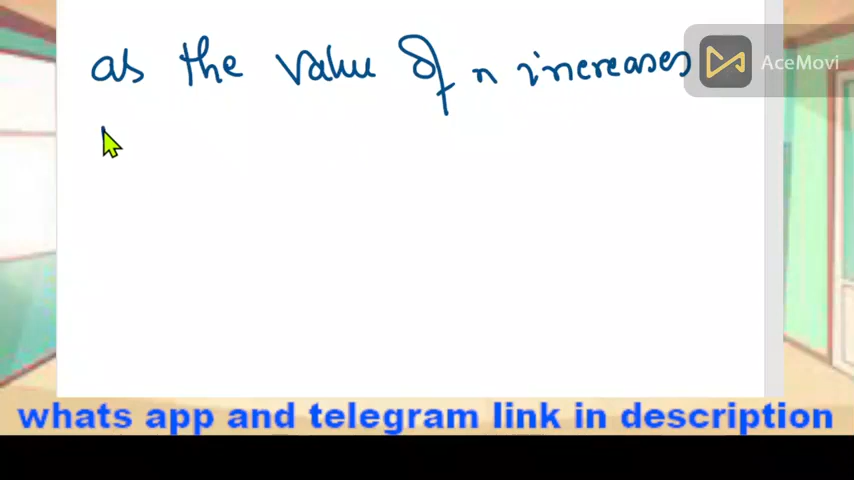 as the value of n increases
AceMovi
whats app and telegram link in description